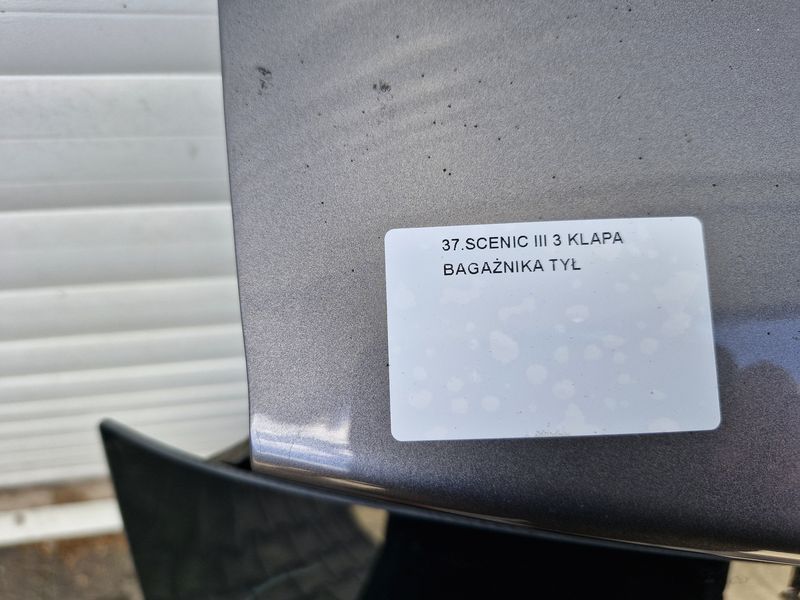 37.SCENIC III 3 KLAPA
BAGAŻNIKA TYŁ